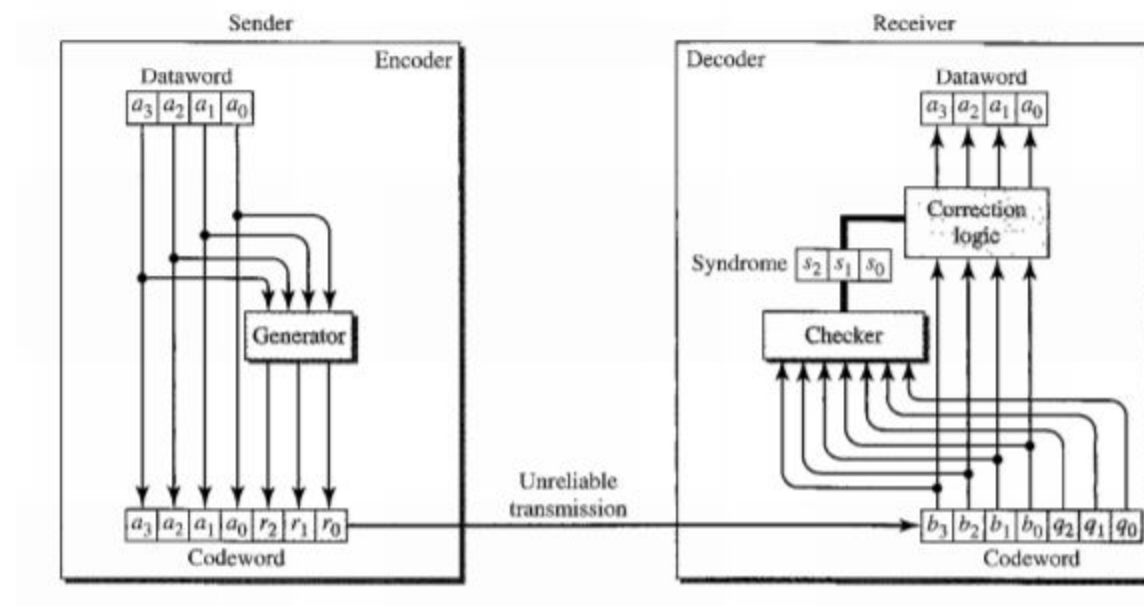 Sender
Encoder
Dataword
a3 a2 a1 a0
Generator
a3 a2 a1 a0 r2 r1 r0
Codeword
Unreliable
transmission
Receiver
Decoder
Dataword
a3 a2 a1 a0
Correction
logic
Syndrome s2 s1 s0
Checker
b3 b2 b1 b0 q2 q1 q0
Codeword